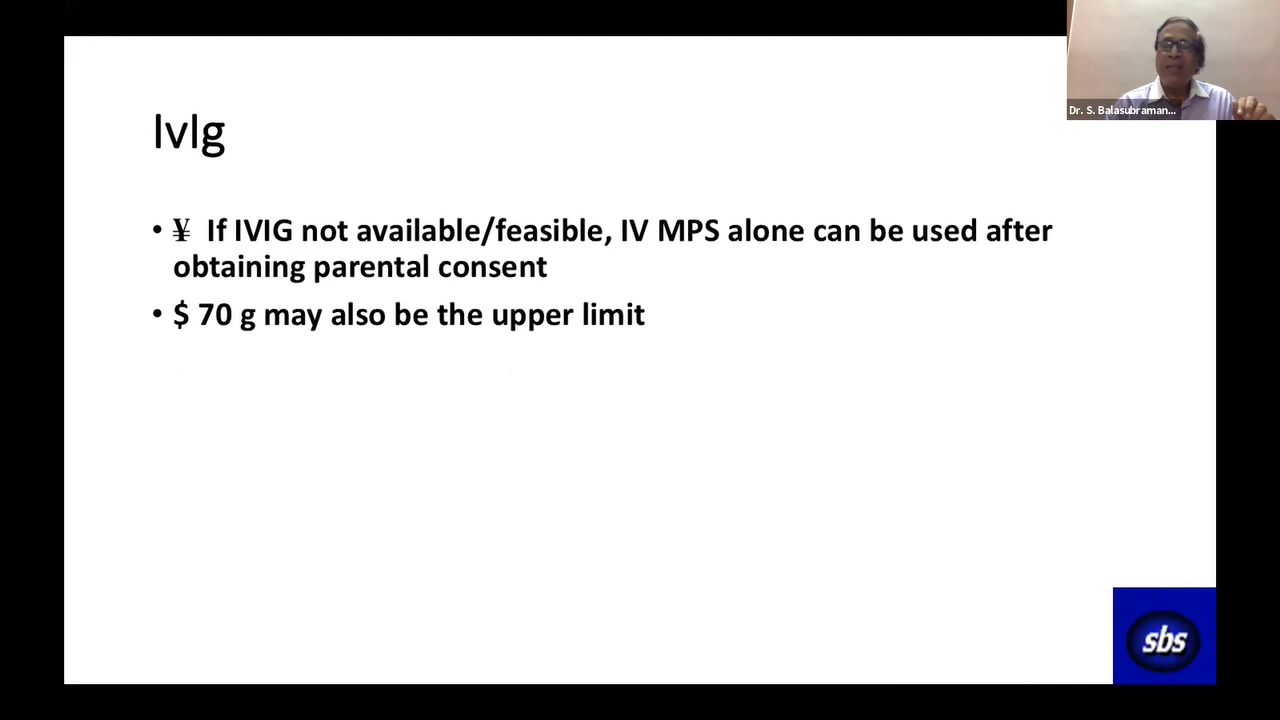 Dr. S. Balasubraman...
IvIg
• ¥ If IVIG not available/feasible, IV MPS alone can be used after
obtaining parental consent
• $ 70 g may also be the upper limit
sbs